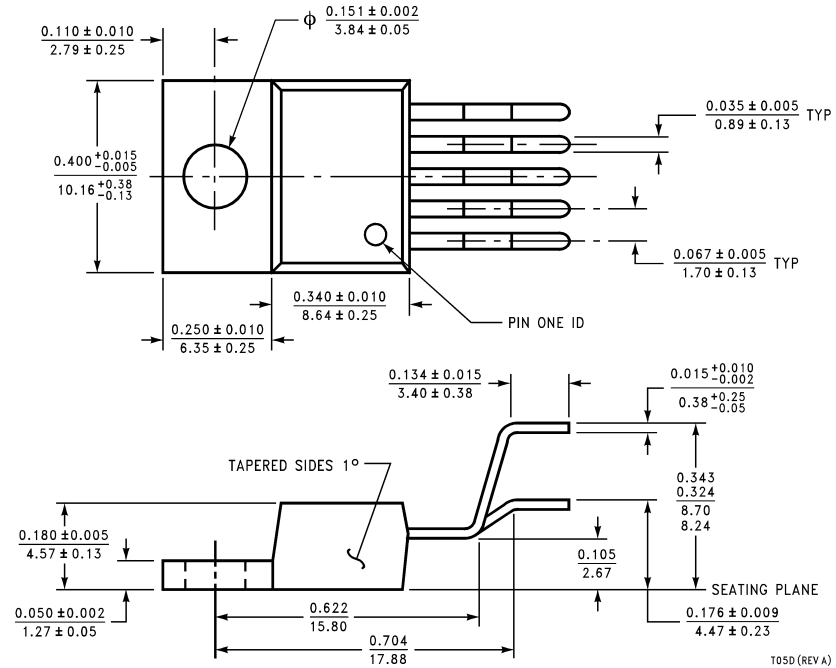 0.110 ± 0.010
2.79 ± 0.25
ϕ 0.151 ± 0.002
3.84 ± 0.05
0.035 ± 0.005
0.89 ± 0.13 TYP
0.400 +0.015
-0.005
10.16 +0.38
-0.13
0.067 ± 0.005
1.70 ± 0.13 TYP
0.340 ± 0.010
8.64 ± 0.25
PIN ONE ID
0.250 ± 0.010
6.35 ± 0.25
0.134 ± 0.015
3.40 ± 0.38
0.015 +0.010
-0.002
0.38 +0.25
-0.05
TAPERED SIDES 1°
0.343
0.324
8.70
8.24
0.180 ± 0.005
4.57 ± 0.13
0.105
2.67
SEATING PLANE
0.050 ± 0.002
1.27 ± 0.05
0.622
15.80
0.176 ± 0.009
4.47 ± 0.23
0.704
17.88
T05D (REV A)